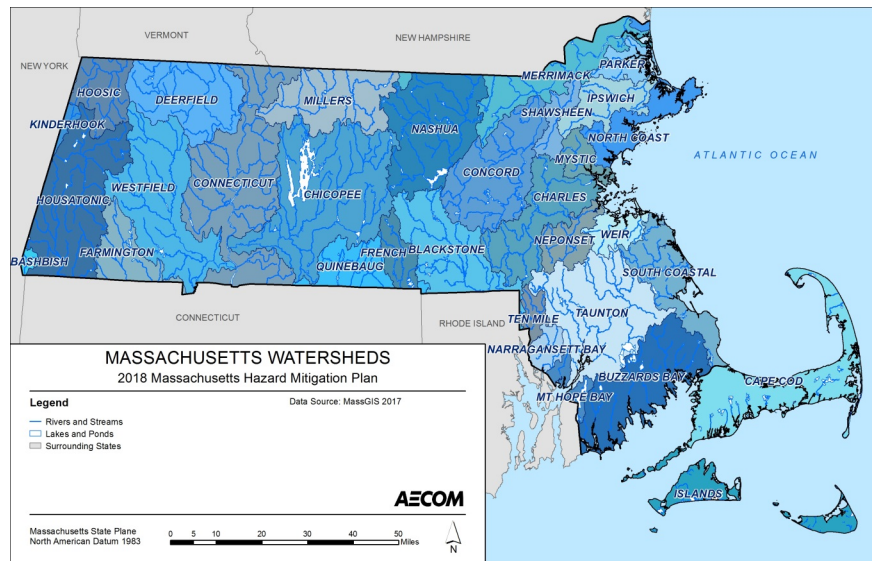 VERMONT
NEW HAMPSHIRE
NEW YORK
MERRIMACK
PARKER
HOOSIC
DEERFIELD
MILLERS
IPSWICH
SHAWSHEEN
KINDERHOOK
NASHUA
NORTH COAST
MYSTIC
ATLANTIC OCEAN
CONCORD
WESTFIELD
CONNECTICUT
CHICOPEE
HOUSATONIC
CHARLES
WEIR
NEPONSET
FARMINGTON
FRENCH
BLACKSTONE
BASHBISH
QUINEBAUG
SOUTH COASTAL
CONNECTICUT
RHODE ISLAND
TEN MILE
TAUNTON
NARRAGANSETT BAY
BUZZARDS BAY
CAPE COD
MT HOPE BAY
ISLANDS
MASSACHUSETTS WATERSHEDS
2018 Massachusetts Hazard Mitigation Plan
Legend
Data Source: MassGIS 2017
Rivers and Streams
Lakes and Ponds
Surrounding States
AECOM
Massachusetts State Plane
North American Datum 1983
0 5 10 20 30 40 50
Miles
N